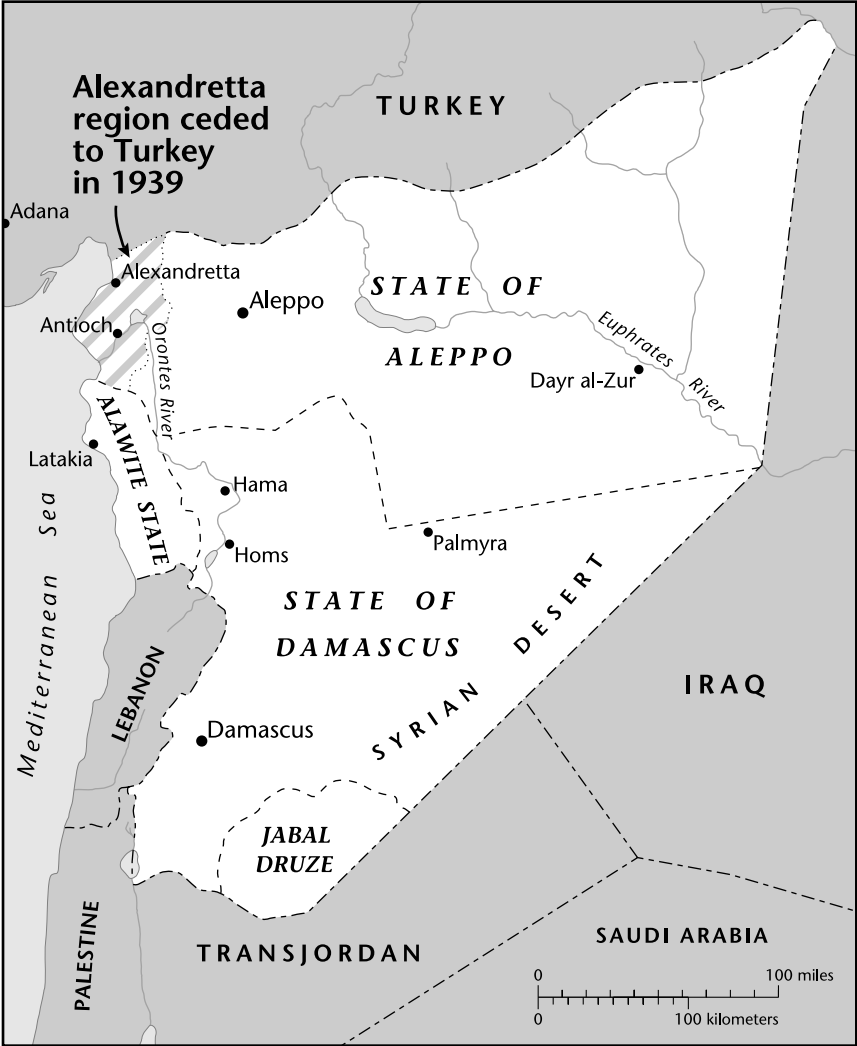 TURKEY
Alexandretta
region ceded
to Turkey
in 1939
Adana
Alexandretta
Aleppo
STATE OF
ALEPPO
Antioch
Orontes River
Euphrates
River
Dayr al-Zur
ALAWITE STATE
Latakia
Hama
Homs
Palmyra
Mediterranean Sea
STATE OF
DAMASCUS
SYRIAN DESERT
LEBANON
IRAQ
Damascus
JABAL
DRUZE
PALESTINE
TRANSJORDAN
SAUDI ARABIA
0 100 miles
0 100 kilometers